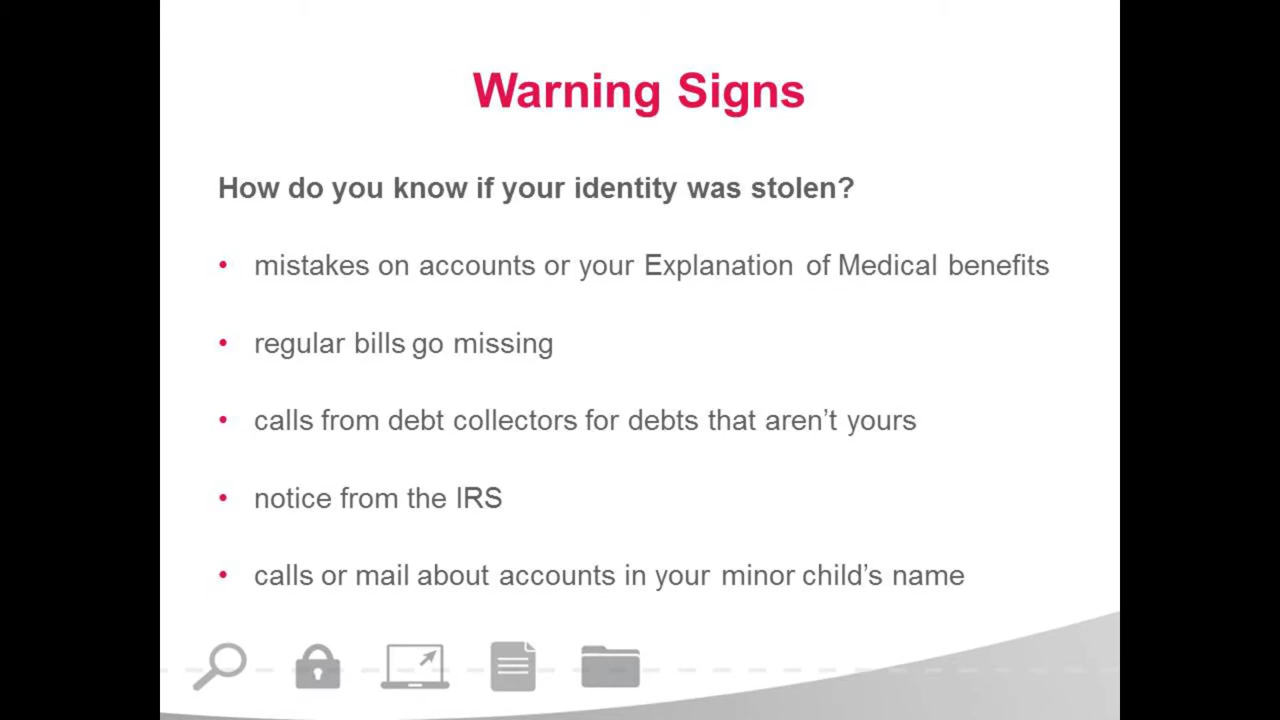 Warning Signs
How do you know if your identity was stolen?
• mistakes on accounts or your Explanation of Medical benefits
• regular bills go missing
• calls from debt collectors for debts that aren’t yours
• notice from the IRS
• calls or mail about accounts in your minor child’s name